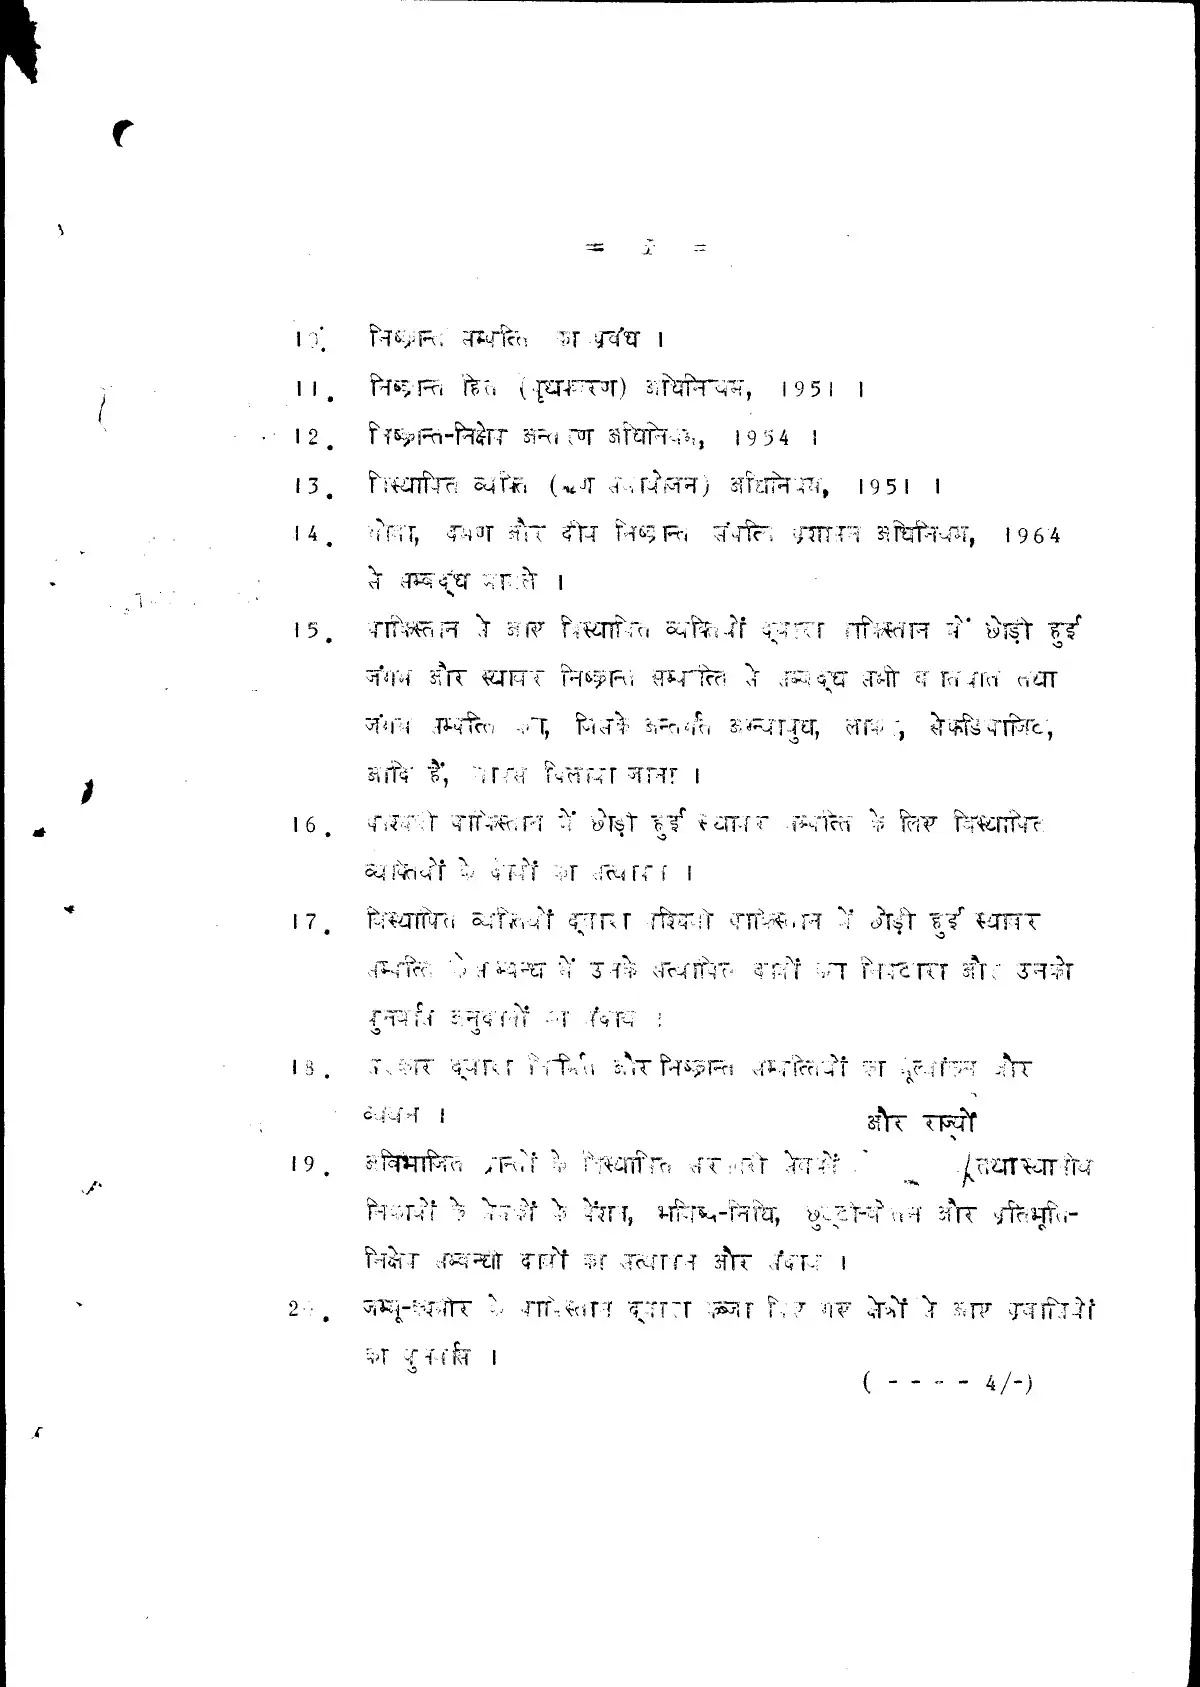 = 3 =
10. निष्क्रान्त सम्पत्ति का प्रबंध ।
11. निष्क्रान्त हित (पृथक्करण) अधिनियम, 1951 ।
12. निष्क्रान्त-निक्षेप अन्तरण अधिनियम, 1954 ।
13. विस्थापित व्यक्ति (ऋण समायोजन) अधिनियम, 1951 ।
14. गोवा, दमण और दीव निष्क्रान्त संपत्ति प्रशासन अधिनियम, 1964
से सम्बद्ध मामले ।
15. पाकिस्तान से आए विस्थापित व्यक्तियों द्वारा पाकिस्तान में छोड़ी हुई
जंगम और स्थावर निष्क्रान्त सम्पत्ति से सम्बद्ध सभी बातचीत तथा
जंगम सम्पत्ति का, जिसके अन्तर्गत अग्न्यायुध, लाकर, सेफडिपाजिट,
आदि हैं, वापस दिलाया जाना ।
16. पश्चिमी पाकिस्तान में छोड़ी हुई स्थावर सम्पत्ति के लिए विस्थापित
व्यक्तियों के दावों का सत्यापन ।
17. विस्थापित व्यक्तियों द्वारा पश्चिमी पाकिस्तान में छोड़ी हुई स्थावर
सम्पत्ति के सम्बन्ध में उनके सत्यापित दावों का निपटारा और उनको
पुनर्वास अनुदानों का संदाय ।
18. सरकार द्वारा निर्मित और निष्क्रान्त सम्पत्तियों का मूल्यांकन और
व्ययन ।
और राज्यों
19. अविभाजित प्रान्तों के विस्थापित सरकारी सेवकों तथा स्थानीय
निकायों के सेवकों के पेंशन, भविष्य-निधि, छुट्टी-वेतन और प्रतिभूति-
निक्षेप सम्बन्धी दावों का सत्यापन और संदाय ।
20. जम्मू-कश्मीर के पाकिस्तान द्वारा कब्जा किए गए क्षेत्रों से आए प्रवासियों
का पुनर्वास ।
( - - - - 4/-)